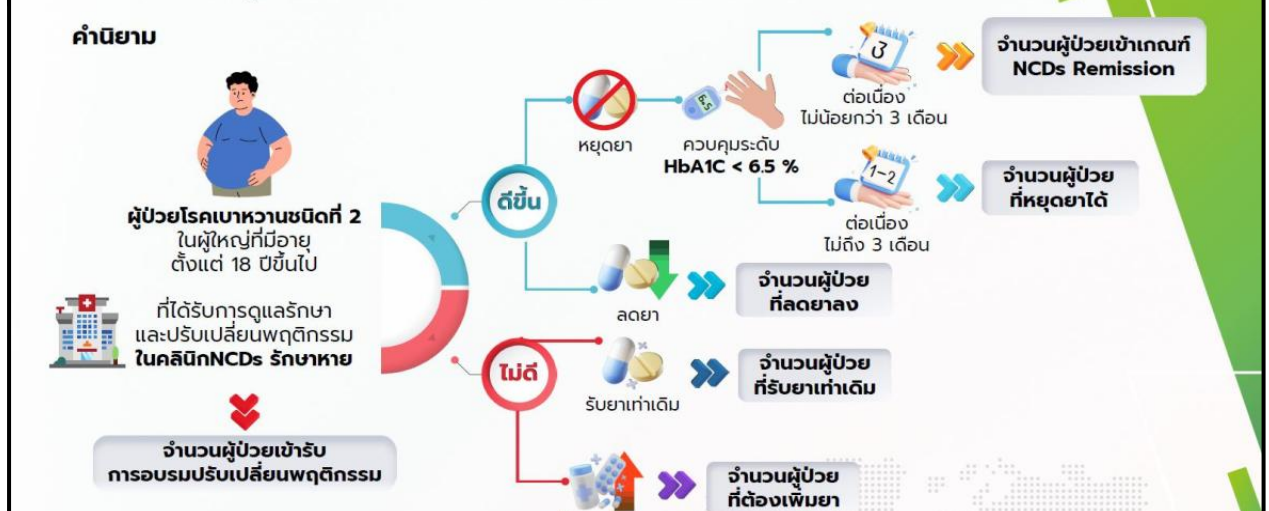 คำนิยาม
ผู้ป่วยโรคเบาหวานชนิดที่ 2
ในผู้ใหญ่ที่มีอายุ
ตั้งแต่ 18 ปีขึ้นไป
ที่ได้รับการดูแลรักษา
และปรับเปลี่ยนพฤติกรรม
ในคลินิกNCDs รักษาหาย
จำนวนผู้ป่วยเข้ารับ
การอบรมปรับเปลี่ยนพฤติกรรม
ดีขึ้น
หยุดยา
6.5
ควบคุมระดับ
HbA1C < 6.5 %
3
ต่อเนื่อง
ไม่น้อยกว่า 3 เดือน
จำนวนผู้ป่วยเข้าเกณฑ์
NCDs Remission
1-2
ต่อเนื่อง
ไม่ถึง 3 เดือน
จำนวนผู้ป่วย
ที่หยุดยาได้
ลดยา
จำนวนผู้ป่วย
ที่ลดยาลง
ไม่ดี
รับยาเท่าเดิม
จำนวนผู้ป่วย
ที่รับยาเท่าเดิม
จำนวนผู้ป่วย
ที่ต้องเพิ่มยา